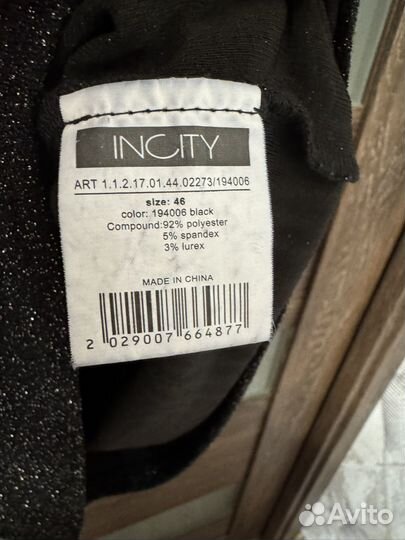 INCITY
ART 1.1.2.17.01.44.02273/194006
size: 46
color: 194006 black
Compound:92% polyester
5% spandex
3% lurex
MADE IN CHINA
2 029007 664877
Avito